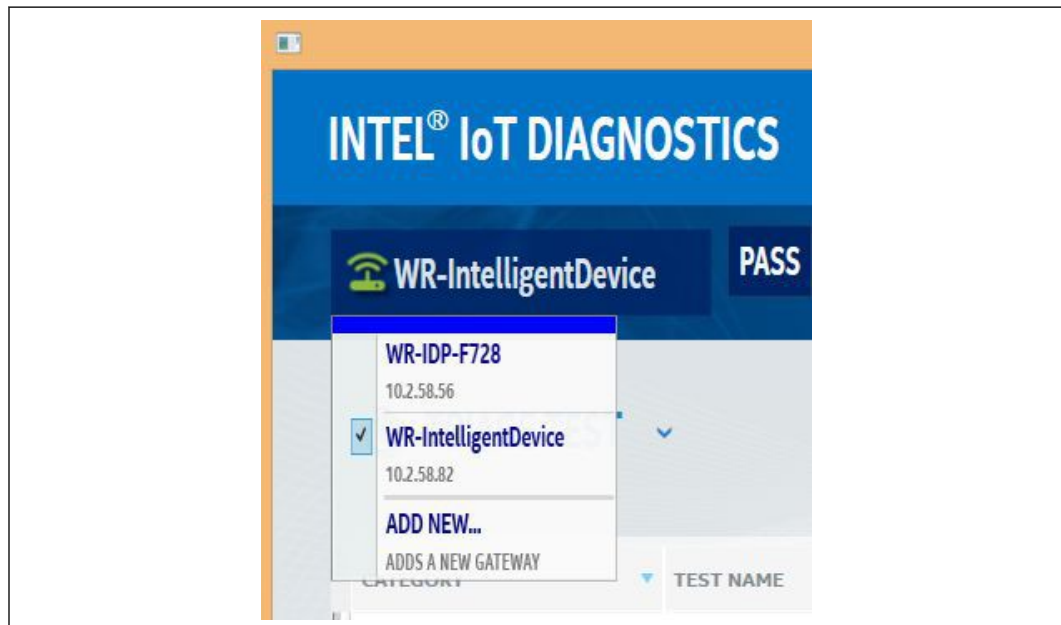 INTEL® IoT DIAGNOSTICS
WR-IntelligentDevice
PASS
WR-IDP-F728
10.2.58.56
WR-IntelligentDevice
10.2.58.82
ADD NEW...
ADDS A NEW GATEWAY
CATEGORY
TEST NAME